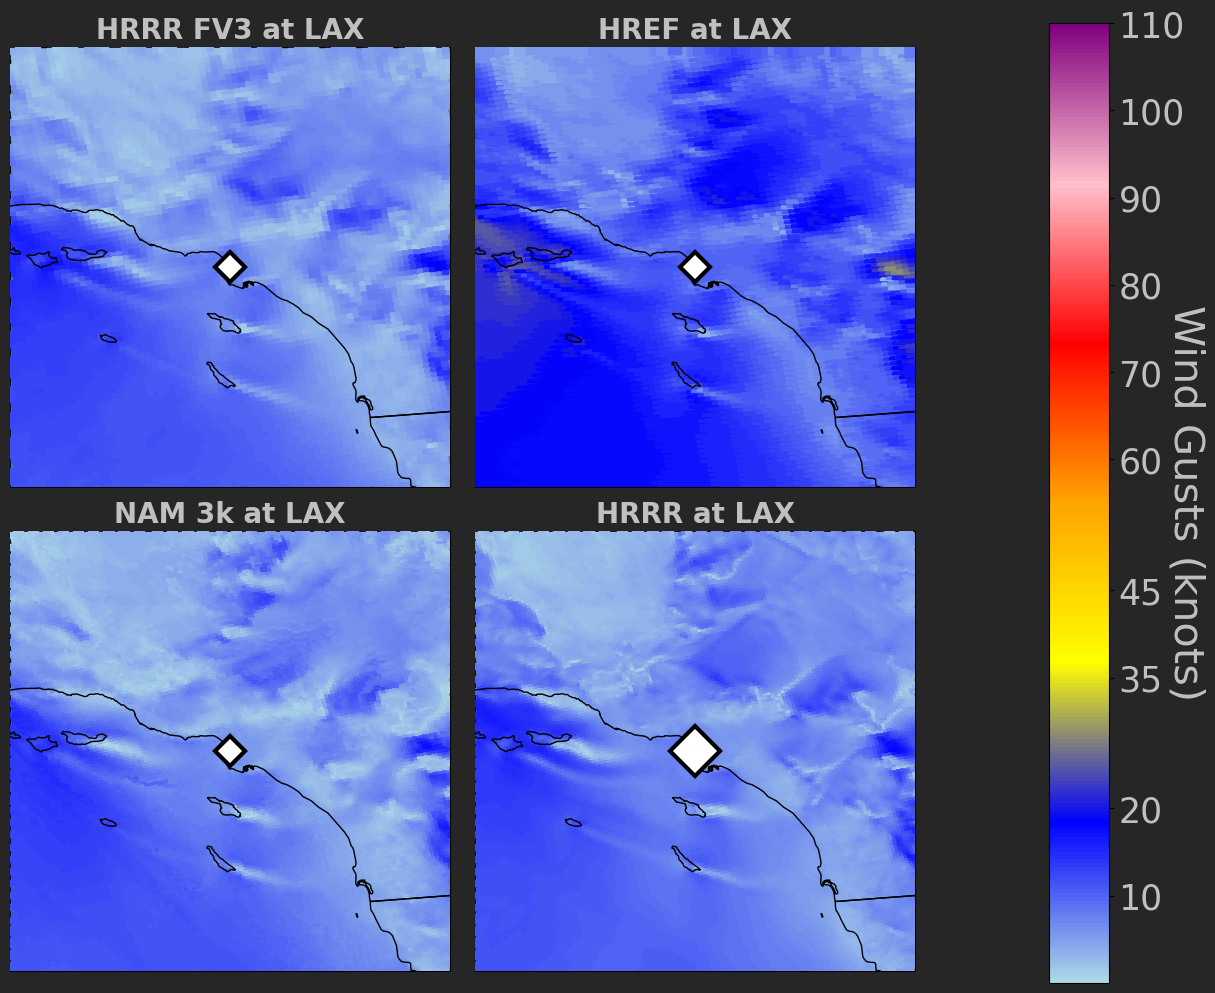 HRRR FV3 at LAX
HREF at LAX
NAM 3k at LAX
HRRR at LAX
110
100
90
80
70
60
45
35
20
10
Wind Gusts (knots)